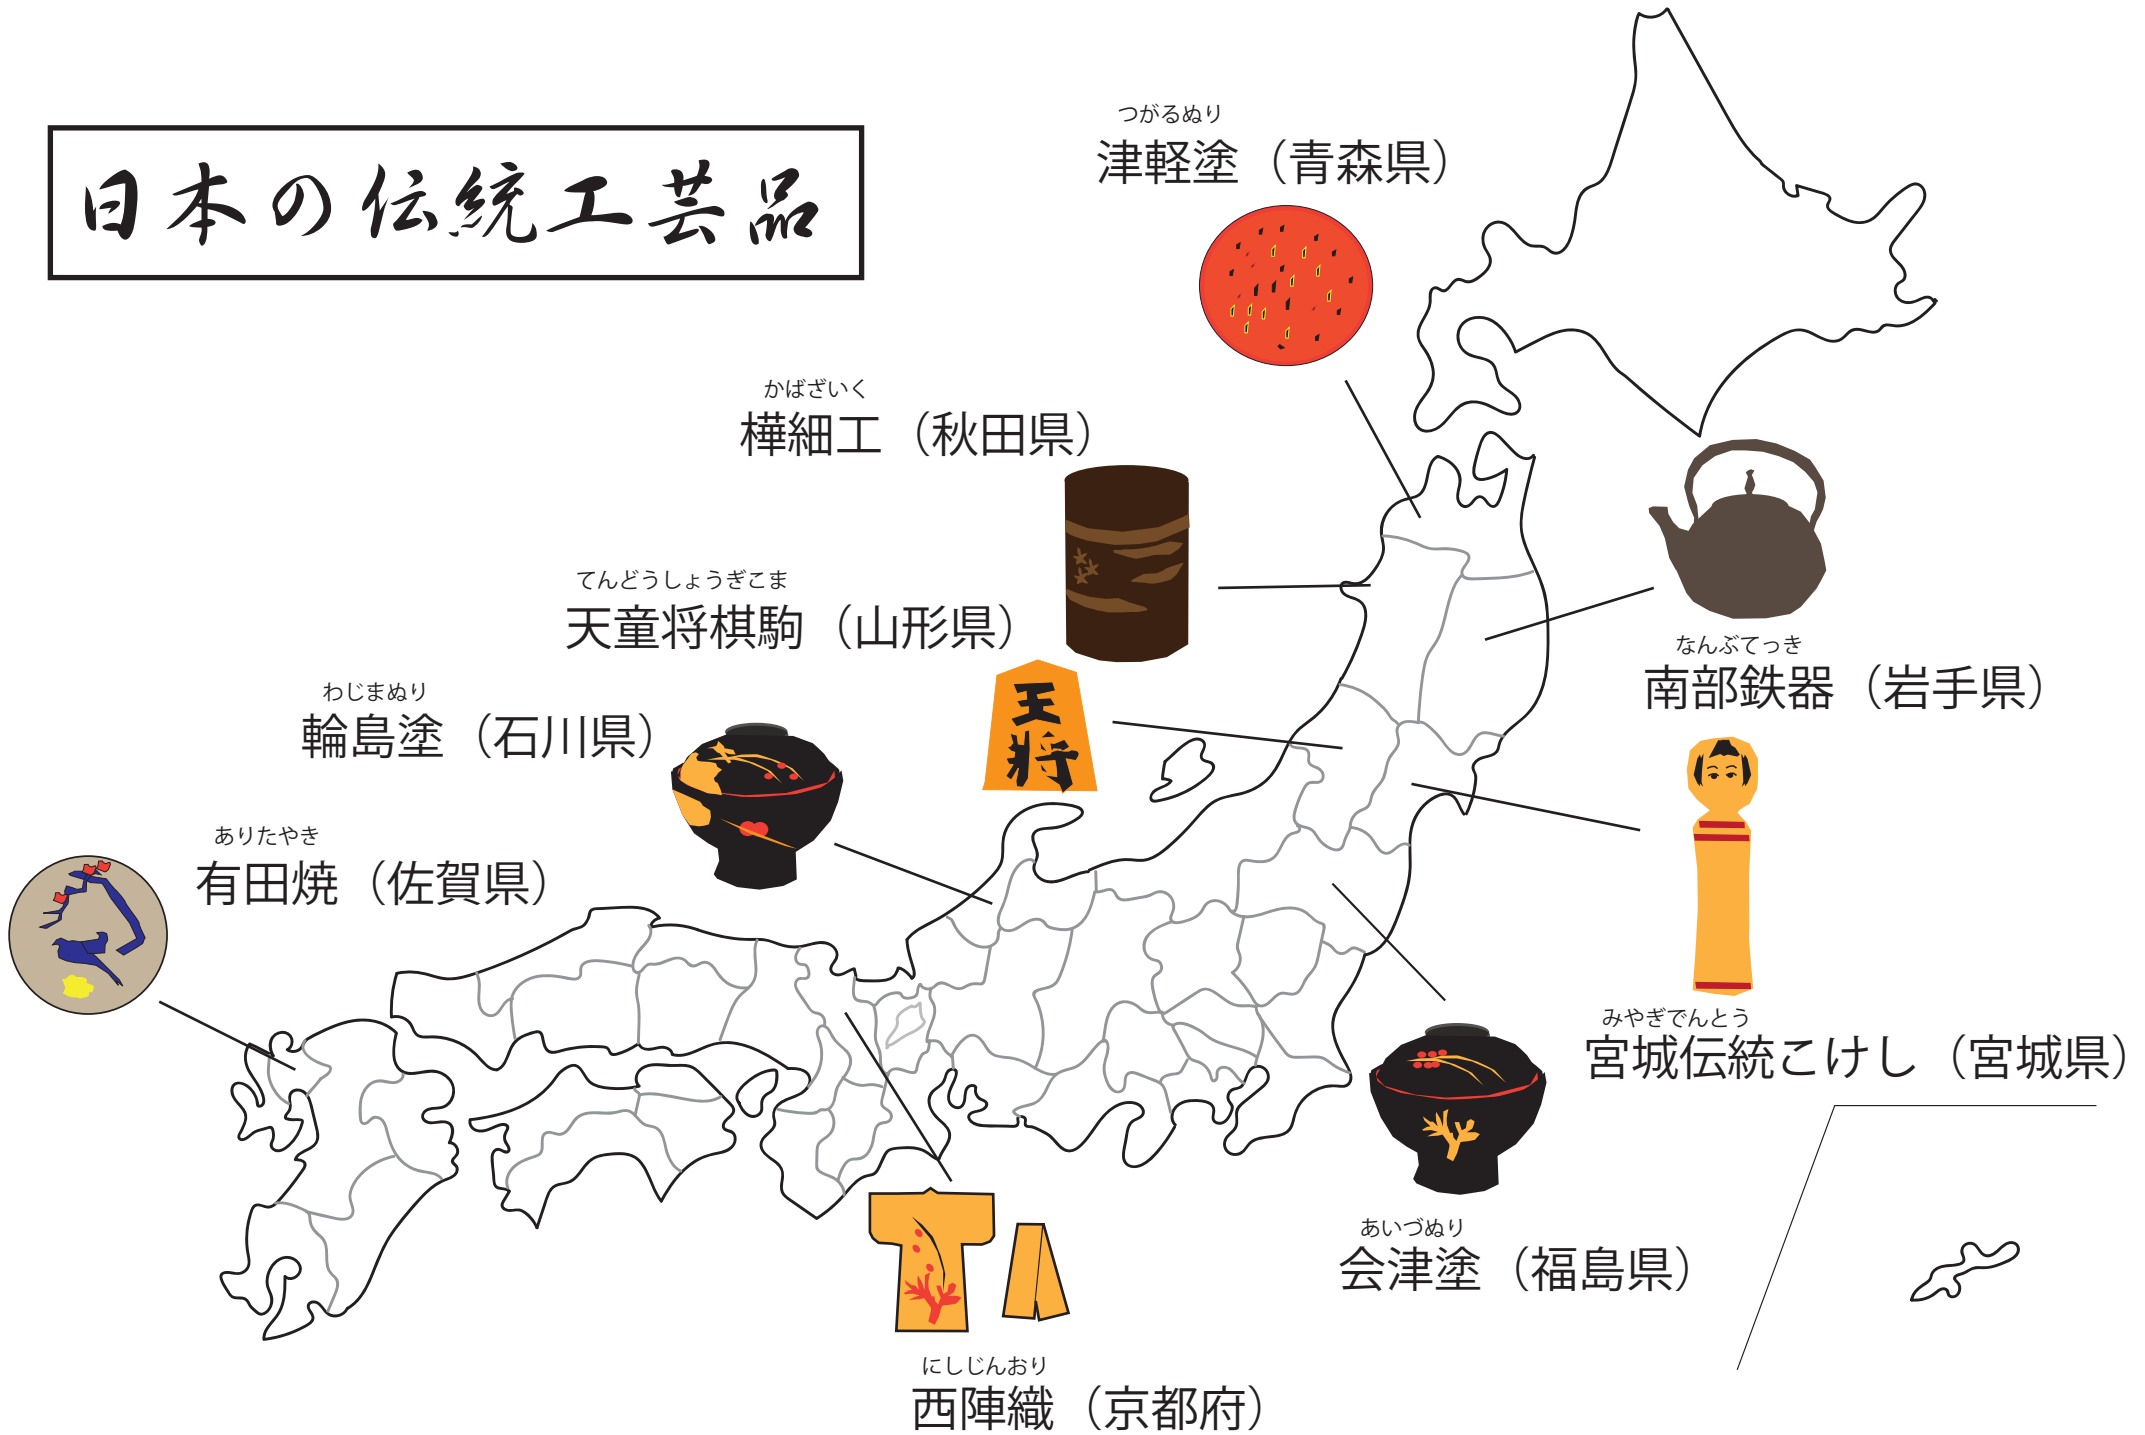 日本の伝統工芸品
つがるぬり
津軽塗（青森県）
かばざいく
樺細工（秋田県）
てんどうしょうぎこま
天童将棋駒（山形県）
王将
わじまぬり
輪島塗（石川県）
ありたやき
有田焼（佐賀県）
なんぶてっき
南部鉄器（岩手県）
みやぎでんとう
宮城伝統こけし（宮城県）
あいづぬり
会津塗（福島県）
にしじんおり
西陣織（京都府）